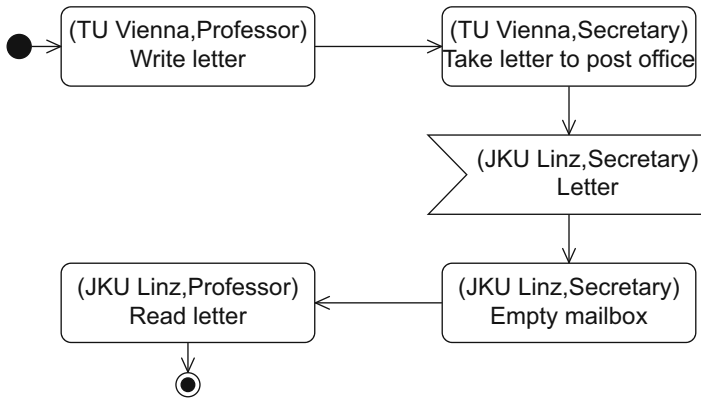 (TU Vienna,Professor)
Write letter
(TU Vienna,Secretary)
Take letter to post office
(JKU Linz,Secretary)
Letter
(JKU Linz,Secretary)
Empty mailbox
(JKU Linz,Professor)
Read letter